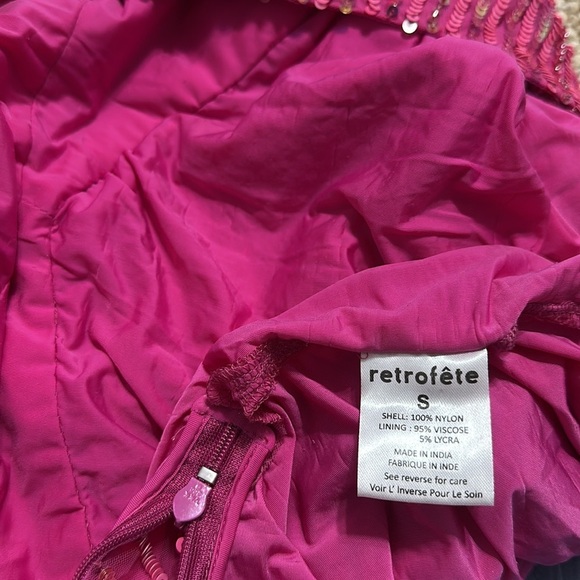 retrofête
S
SHELL: 100% NYLON
LINING : 95% VISCOSE
5% LYCRA
MADE IN INDIA
FABRIQUE IN INDE
See reverse for care
Voir L' Inverse Pour Le Soin